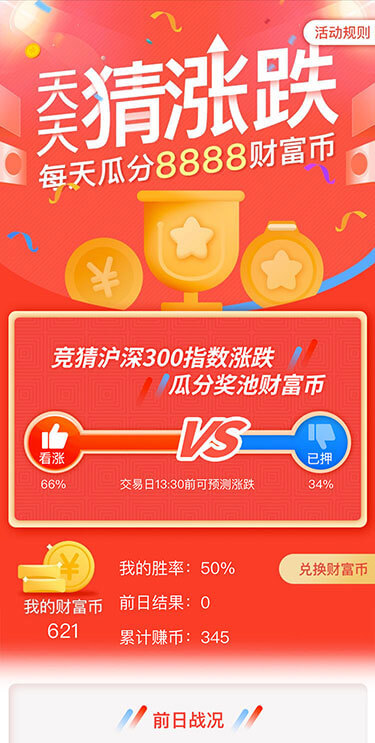 活动规则
天天
猜涨跌
每天瓜分8888财富币
¥
竞猜沪深300指数涨跌
瓜分奖池财富币
看涨
VS
已押
66%
交易日13:30前可预测涨跌
34%
¥
我的财富币
621
我的胜率：50%
前日结果：0
累计赚币：345
兑换财富币
前日战况